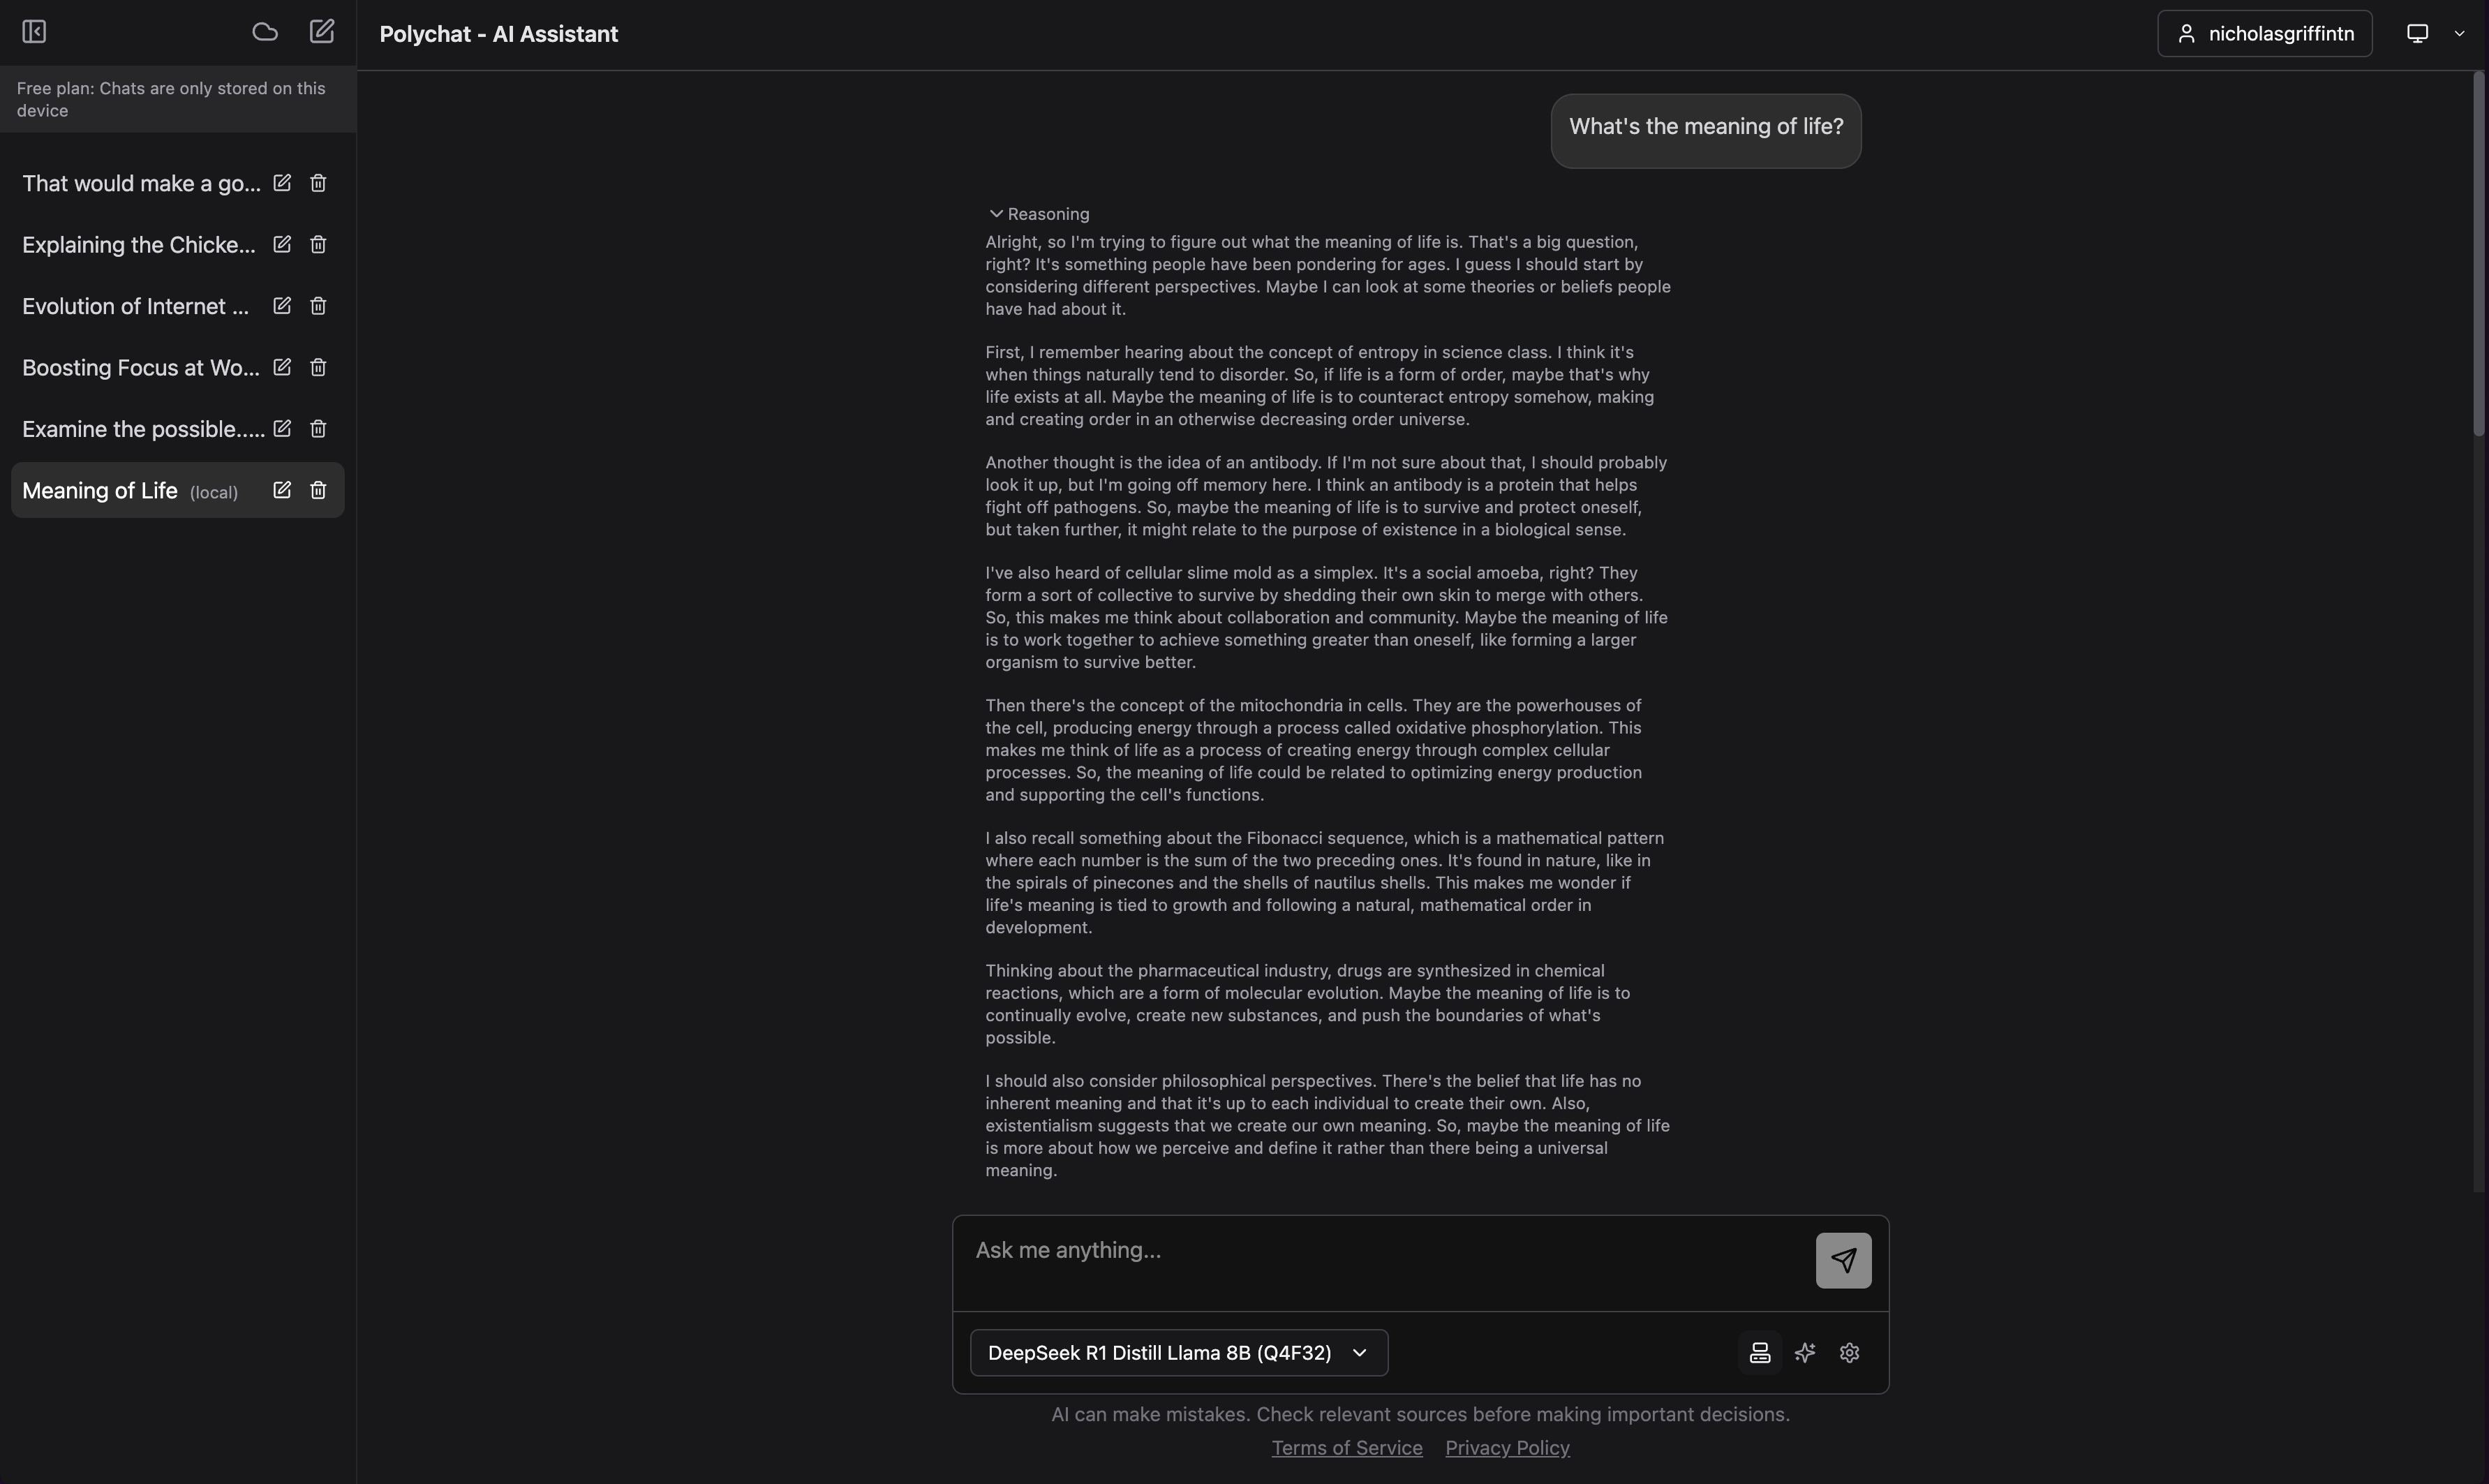 Polychat - AI Assistant
nicholasgriffintn
Free plan: Chats are only stored on this
device
That would make a go...
Explaining the Chicke...
Evolution of Internet ...
Boosting Focus at Wo...
Examine the possible.....
Meaning of Life (local)
What's the meaning of life?
Reasoning
Alright, so I'm trying to figure out what the meaning of life is. That's a big question,
right? It's something people have been pondering for ages. I guess I should start by
considering different perspectives. Maybe I can look at some theories or beliefs people
have had about it.
First, I remember hearing about the concept of entropy in science class. I think it's
when things naturally tend to disorder. So, if life is a form of order, maybe that's why
life exists at all. Maybe the meaning of life is to counteract entropy somehow, making
and creating order in an otherwise decreasing order universe.
Another thought is the idea of an antibody. If I'm not sure about that, I should probably
look it up, but I'm going off memory here. I think an antibody is a protein that helps
fight off pathogens. So, maybe the meaning of life is to survive and protect oneself,
but taken further, it might relate to the purpose of existence in a biological sense.
I've also heard of cellular slime mold as a simplex. It's a social amoeba, right? They
form a sort of collective to survive by shedding their own skin to merge with others.
So, this makes me think about collaboration and community. Maybe the meaning of life
is to work together to achieve something greater than oneself, like forming a larger
organism to survive better.
Then there's the concept of the mitochondria in cells. They are the powerhouses of
the cell, producing energy through a process called oxidative phosphorylation. This
makes me think of life as a process of creating energy through complex cellular
processes. So, the meaning of life could be related to optimizing energy production
and supporting the cell's functions.
I also recall something about the Fibonacci sequence, which is a mathematical pattern
where each number is the sum of the two preceding ones. It's found in nature, like in
the spirals of pinecones and the shells of nautilus shells. This makes me wonder if
life's meaning is tied to growth and following a natural, mathematical order in
development.
Thinking about the pharmaceutical industry, drugs are synthesized in chemical
reactions, which are a form of molecular evolution. Maybe the meaning of life is to
continually evolve, create new substances, and push the boundaries of what's
possible.
I should also consider philosophical perspectives. There's the belief that life has no
inherent meaning and that it's up to each individual to create their own. Also,
existentialism suggests that we create our own meaning. So, maybe the meaning of life
is more about how we perceive and define it rather than there being a universal
meaning.
Ask me anything...
DeepSeek R1 Distill Llama 8B (Q4F32)
AI can make mistakes. Check relevant sources before making important decisions.
Terms of Service Privacy Policy